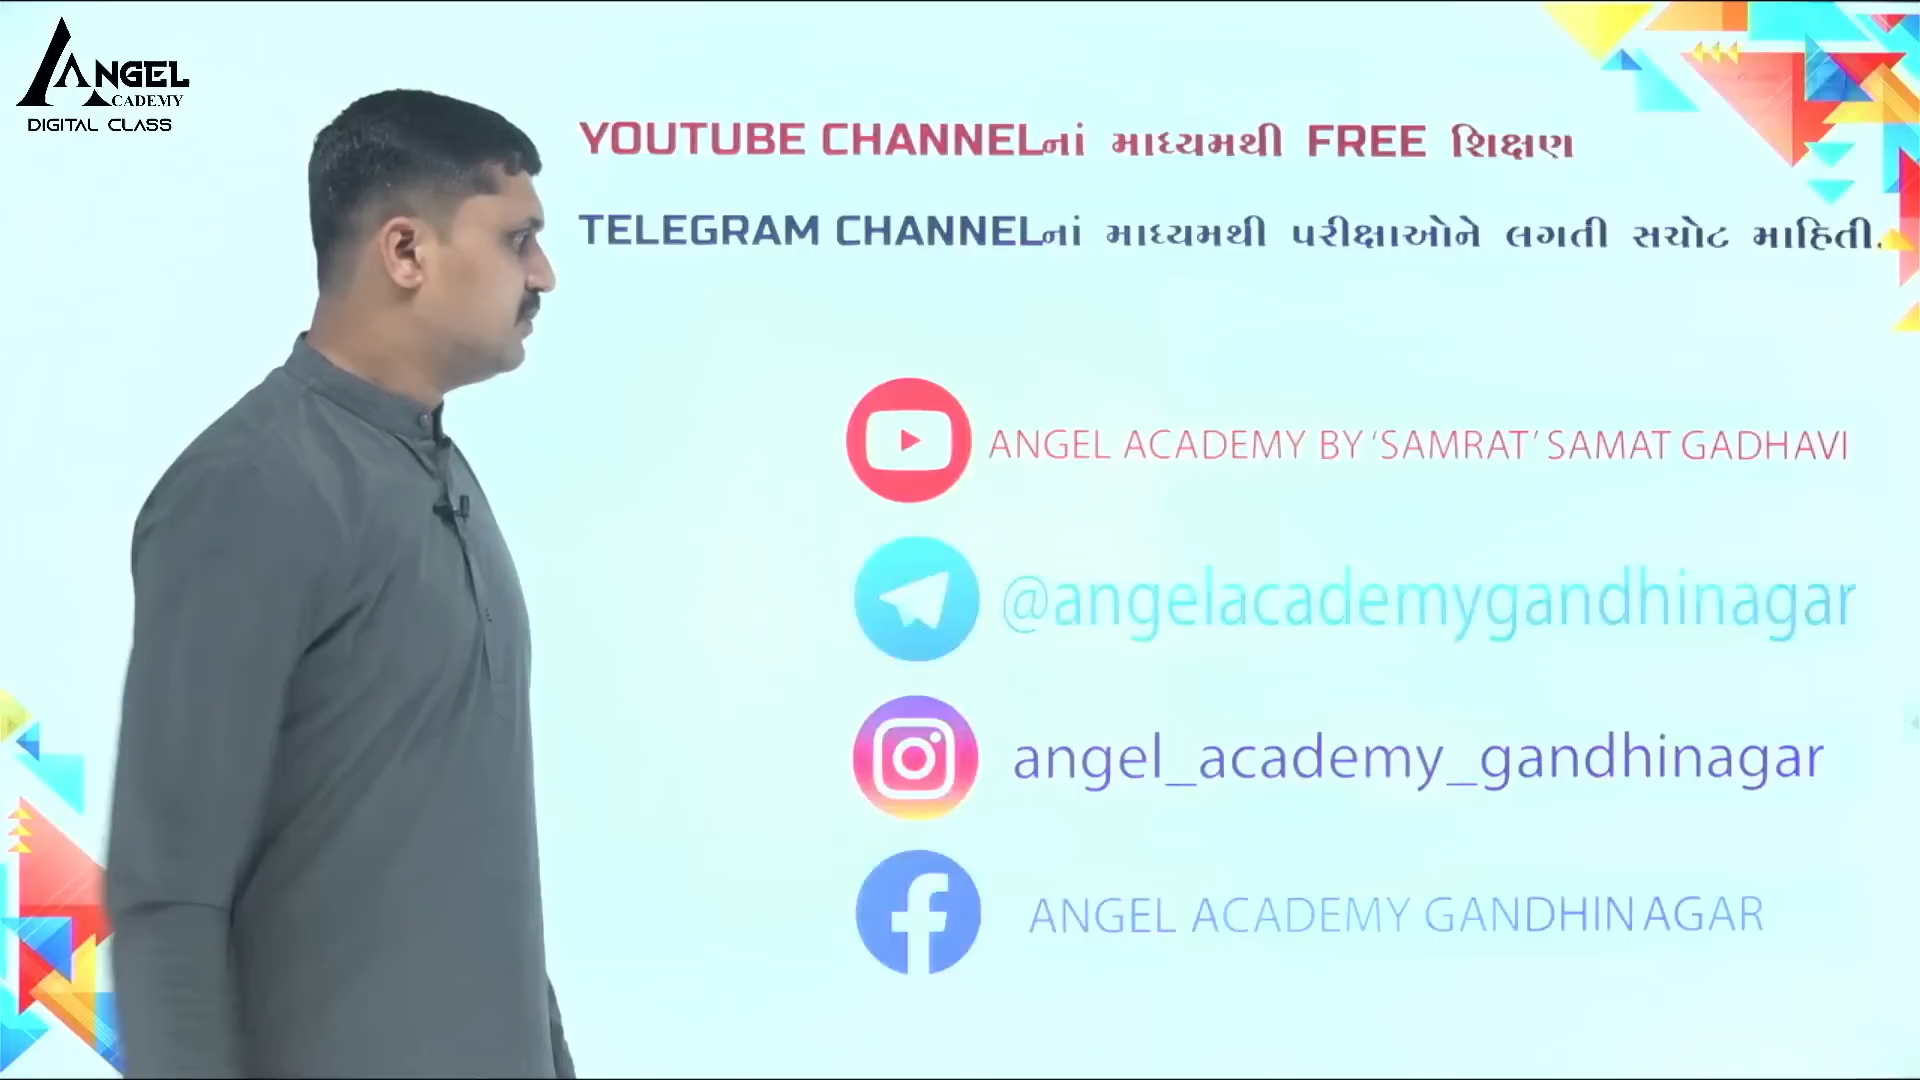 ANGEL
ACADEMY
DIGITAL CLASS
YOUTUBE CHANNELનાં માધ્યમથી FREE શિક્ષણ
TELEGRAM CHANNELનાં માધ્યમથી પરીક્ષાઓને લગતી સચોટ માહિતી.
ANGEL ACADEMY BY ‘SAMRAT’ SAMAT GADHAVI
@angelacademygandhinagar
angel_academy_gandhinagar
ANGEL ACADEMY GANDHINAGAR